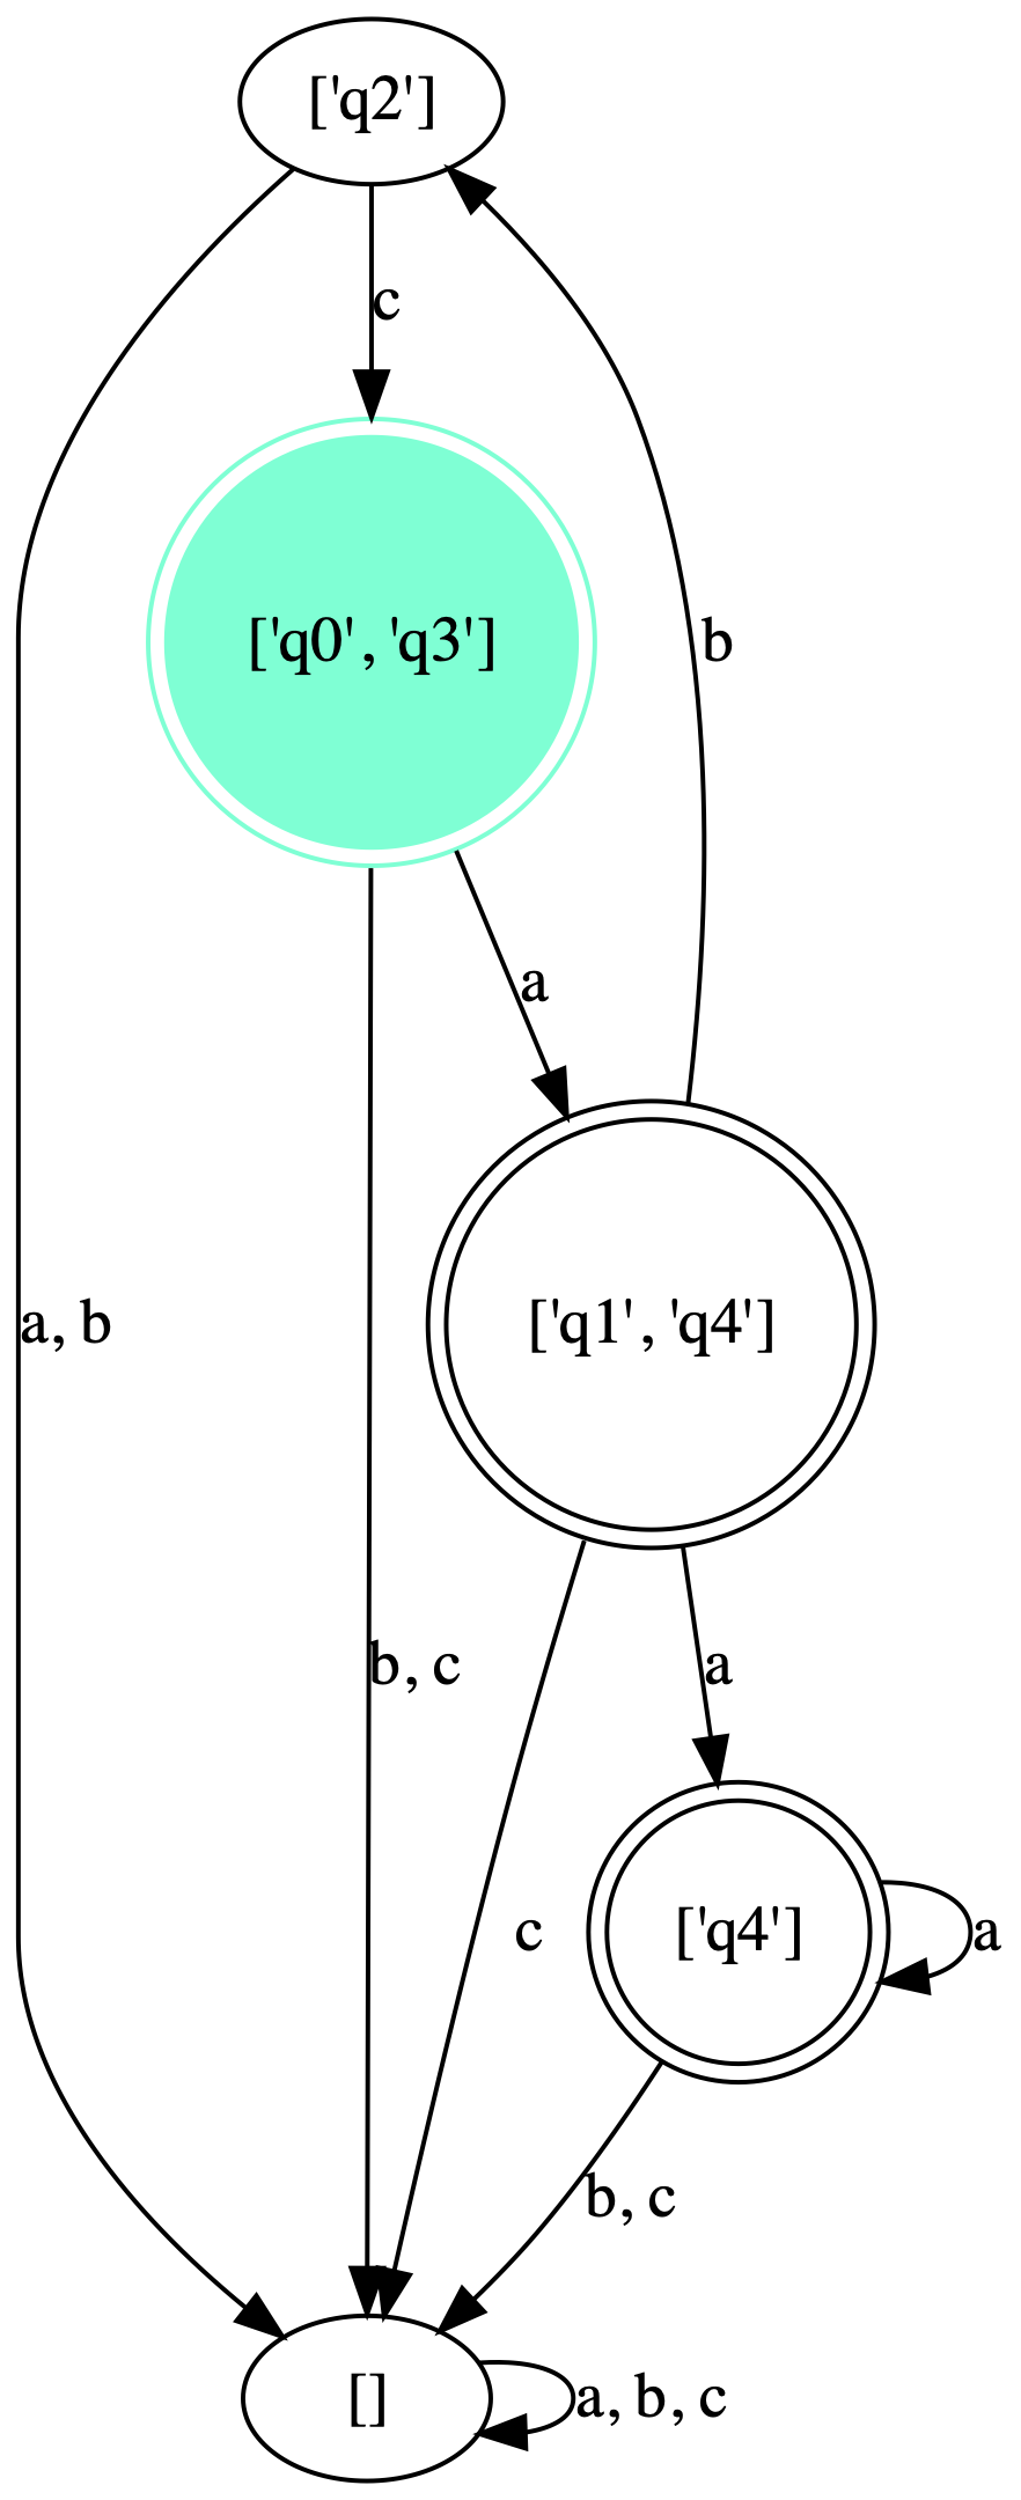 ['q2']
c
['q0', 'q3']
b
a
a, b
['q1', 'q4']
b, c
a
c
['q4']
a
b, c
[]
a, b, c